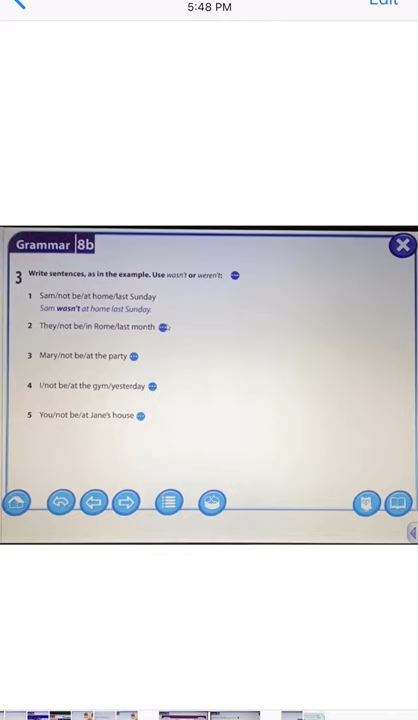 5:48 PM
Edit
Grammar 8b
3 Write sentences, as in the example. Use wasn't or weren't:
1 Sam/not be/at home/last Sunday
Sam wasn't at home last Sunday.
2 They/not be/in Rome/last month
3 Mary/not be/at the party
4 I/not be/at the gym/yesterday
5 You/not be/at Jane's house